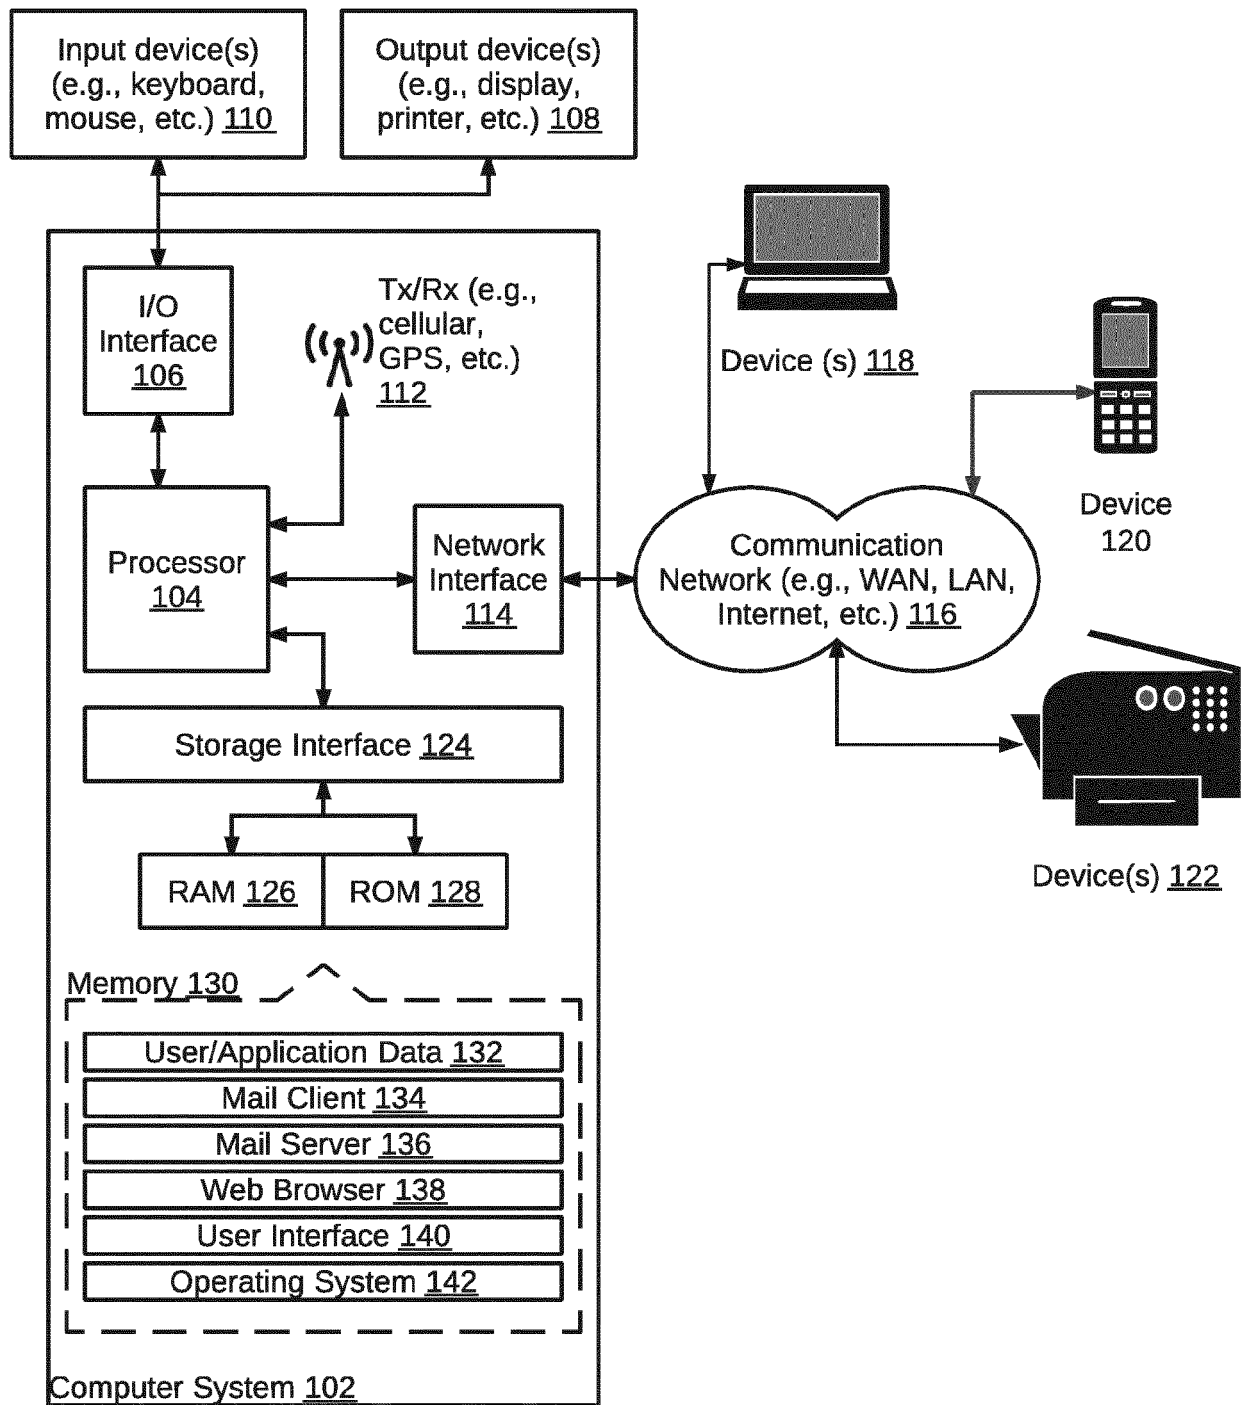 Input device(s)
(e.g., keyboard,
mouse, etc.) 110
Output device(s)
(e.g., display,
printer, etc.) 108
I/O
Interface
106
Tx/Rx (e.g.,
cellular,
GPS, etc.)
112
Device (s) 118
Device
120
Processor
104
Network
Interface
114
Communication
Network (e.g., WAN, LAN,
Internet, etc.) 116
Storage Interface 124
RAM 126
ROM 128
Device(s) 122
Memory 130
User/Application Data 132
Mail Client 134
Mail Server 136
Web Browser 138
User Interface 140
Operating System 142
Computer System 102